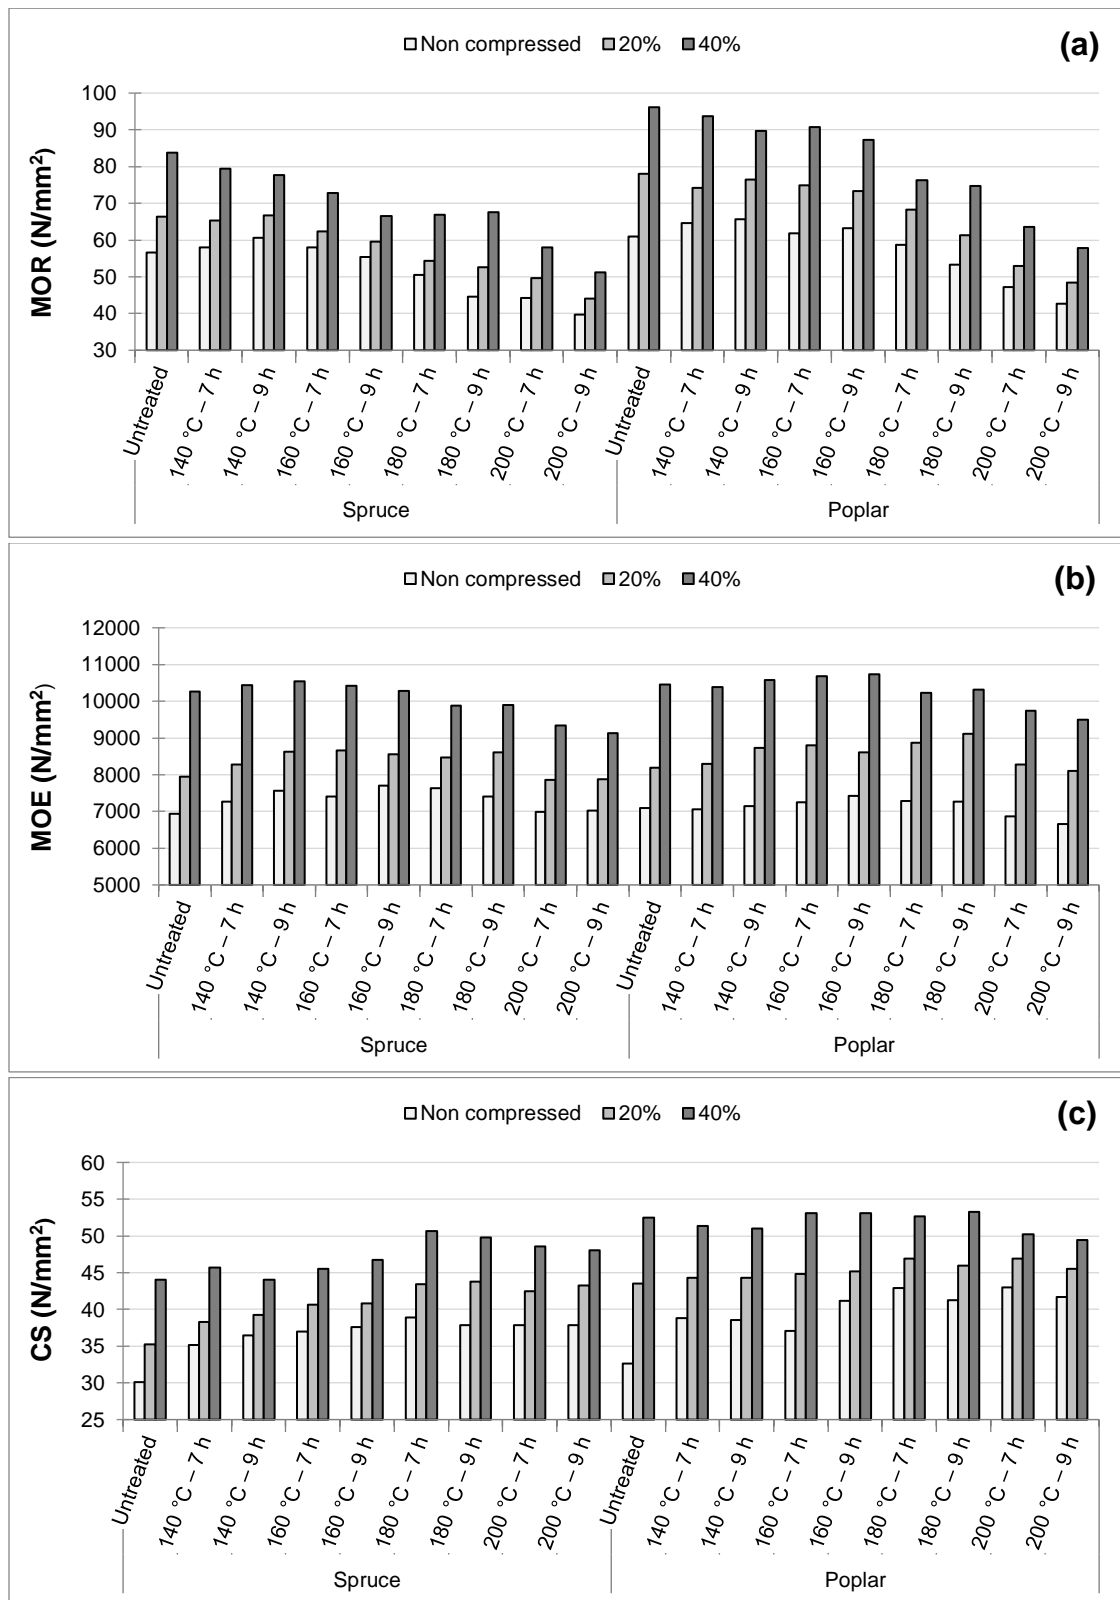 Non compressed 20% 40%
(a)
MOR (N/mm²)
100
90
80
70
60
50
40
30
Untreated
140 °C – 7 h
140 °C – 9 h
160 °C – 7 h
160 °C – 9 h
180 °C – 7 h
180 °C – 9 h
200 °C – 7 h
200 °C – 9 h
Untreated
140 °C – 7 h
140 °C – 9 h
160 °C – 7 h
160 °C – 9 h
180 °C – 7 h
180 °C – 9 h
200 °C – 7 h
200 °C – 9 h
Spruce Poplar
Non compressed 20% 40%
(b)
MOE (N/mm²)
12000
11000
10000
9000
8000
7000
6000
5000
Untreated
140 °C – 7 h
140 °C – 9 h
160 °C – 7 h
160 °C – 9 h
180 °C – 7 h
180 °C – 9 h
200 °C – 7 h
200 °C – 9 h
Untreated
140 °C – 7 h
140 °C – 9 h
160 °C – 7 h
160 °C – 9 h
180 °C – 7 h
180 °C – 9 h
200 °C – 7 h
200 °C – 9 h
Spruce Poplar
Non compressed 20% 40%
(c)
CS (N/mm²)
60
55
50
45
40
35
30
25
Untreated
140 °C – 7 h
140 °C – 9 h
160 °C – 7 h
160 °C – 9 h
180 °C – 7 h
180 °C – 9 h
200 °C – 7 h
200 °C – 9 h
Untreated
140 °C – 7 h
140 °C – 9 h
160 °C – 7 h
160 °C – 9 h
180 °C – 7 h
180 °C – 9 h
200 °C – 7 h
200 °C – 9 h
Spruce Poplar